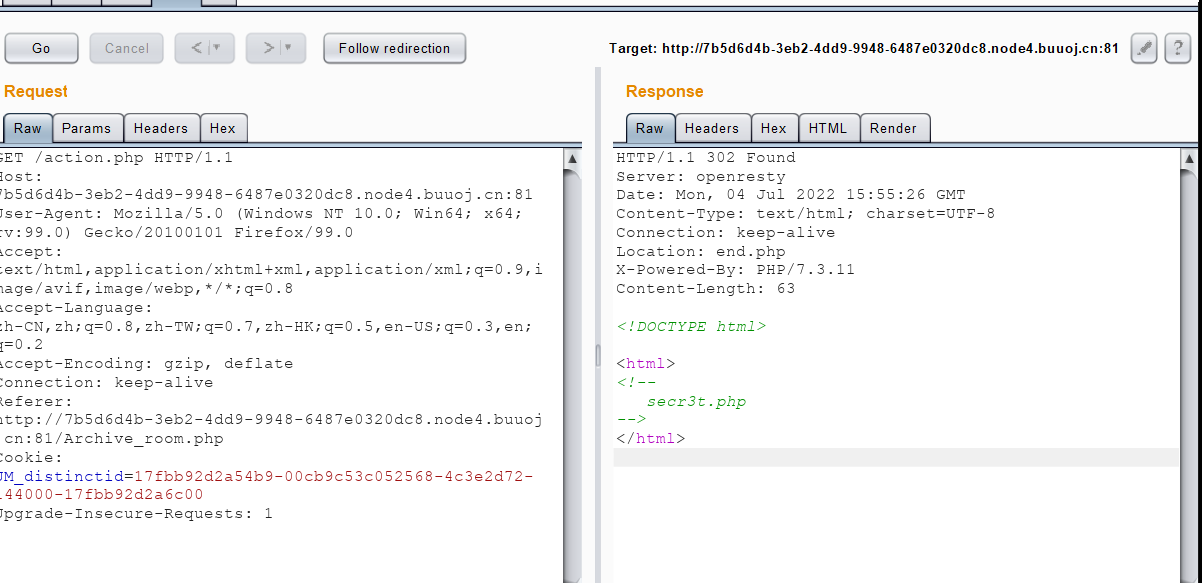 Go
Cancel
<
>
Follow redirection
Target: http://7b5d6d4b-3eb2-4dd9-9948-6487e0320dc8.node4.buuoj.cn:81
?
Request
Raw
Params
Headers
Hex
GET /action.php HTTP/1.1
Host:
7b5d6d4b-3eb2-4dd9-9948-6487e0320dc8.node4.buuoj.cn:81
User-Agent: Mozilla/5.0 (Windows NT 10.0; Win64; x64;
rv:99.0) Gecko/20100101 Firefox/99.0
Accept:
text/html,application/xhtml+xml,application/xml;q=0.9,i
mage/avif,image/webp,*/*;q=0.8
Accept-Language:
zh-CN,zh;q=0.8,zh-TW;q=0.7,zh-HK;q=0.5,en-US;q=0.3,en;
q=0.2
Accept-Encoding: gzip, deflate
Connection: keep-alive
Referer:
http://7b5d6d4b-3eb2-4dd9-9948-6487e0320dc8.node4.buuoj
.cn:81/Archive_room.php
Cookie:
UM_distinctid=17fbb92d2a54b9-00cb9c53c052568-4c3e2d72-
144000-17fbb92d2a6c00
Upgrade-Insecure-Requests: 1
Response
Raw
Headers
Hex
HTML
Render
HTTP/1.1 302 Found
Server: openresty
Date: Mon, 04 Jul 2022 15:55:26 GMT
Content-Type: text/html; charset=UTF-8
Connection: keep-alive
Location: end.php
X-Powered-By: PHP/7.3.11
Content-Length: 63
<!DOCTYPE html>
<html>
<!--
secr3t.php
-->
</html>